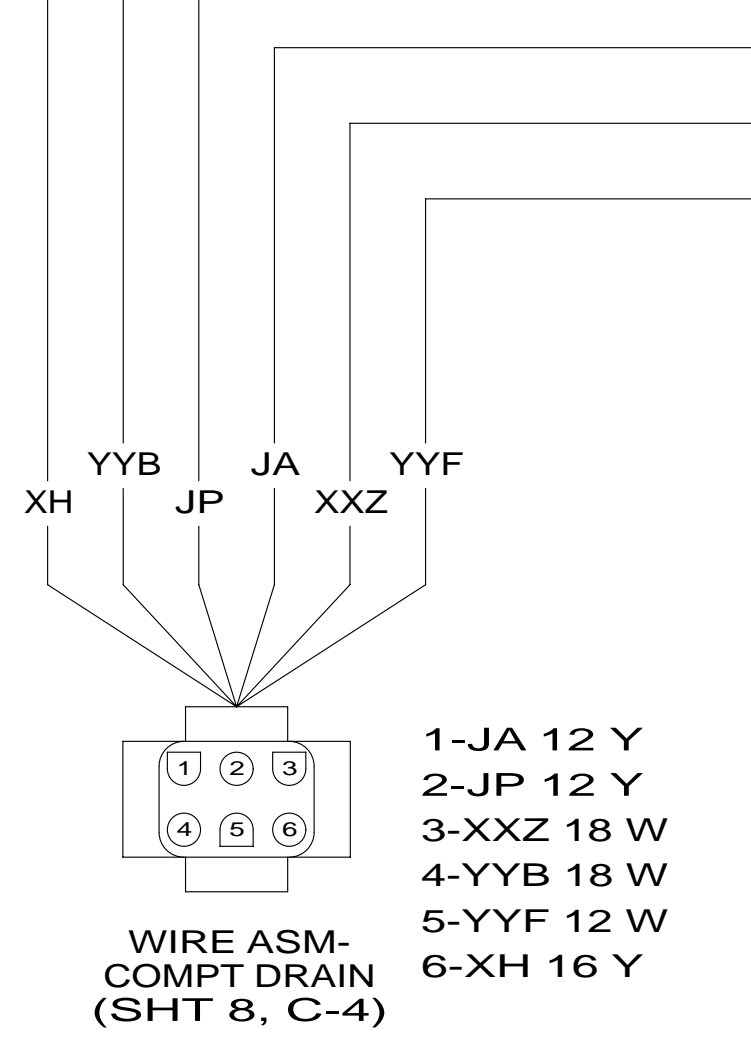 YYB JA YYF
XH JP XXZ
1 2 3
4 5 6
1-JA 12 Y
2-JP 12 Y
3-XXZ 18 W
4-YYB 18 W
5-YYF 12 W
6-XH 16 Y
WIRE ASM-
COMPT DRAIN
(SHT 8, C-4)